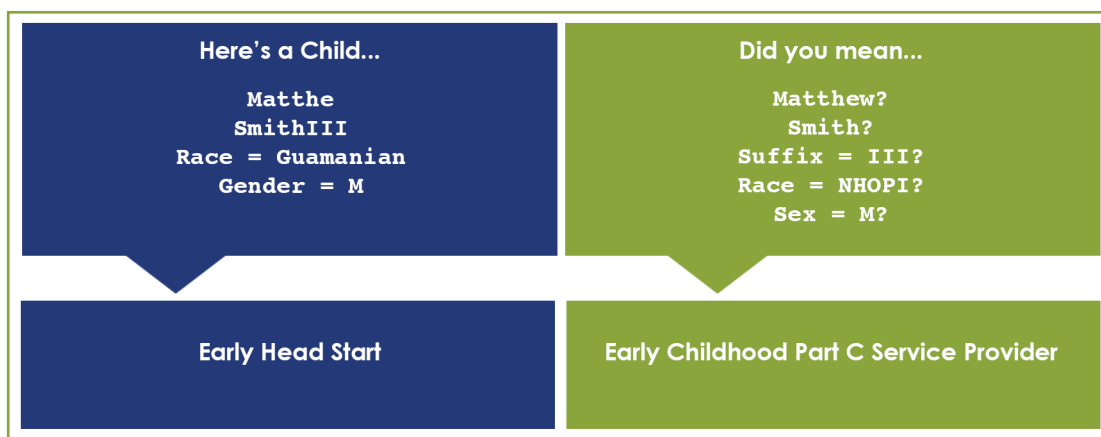 Here's a Child...
Matthe
SmithIII
Race = Guamanian
Gender = M
Did you mean...
Matthew?
Smith?
Suffix = III?
Race = NHOPI?
Sex = M?
Early Head Start
Early Childhood Part C Service Provider